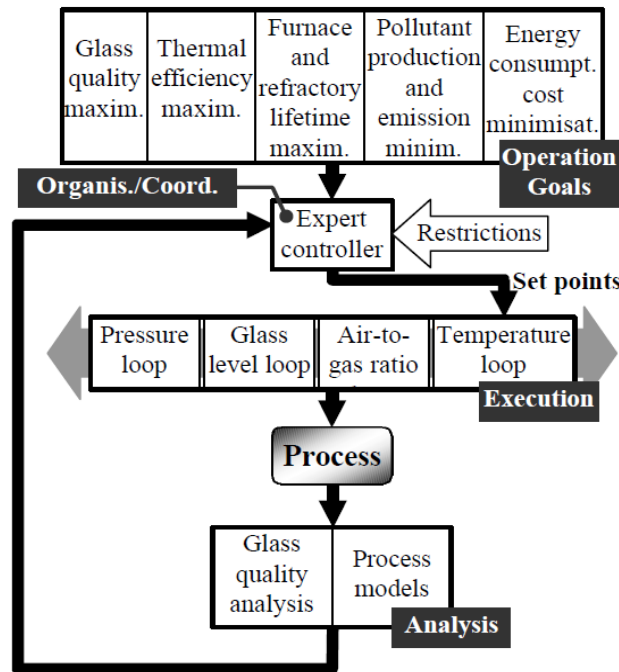 Glass
quality
maxim.
Thermal
efficiency
maxim.
Furnace
and
refractory
lifetime
maxim.
Pollutant
production
and
emission
minim.
Energy
consumpt.
cost
minimisat.
Operation
Goals
Organis./Coord.
Expert
controller
Restrictions
Set points
Pressure
loop
Glass
level loop
Air-to-
gas ratio
Temperature
loop
Execution
Process
Glass
quality
analysis
Process
models
Analysis